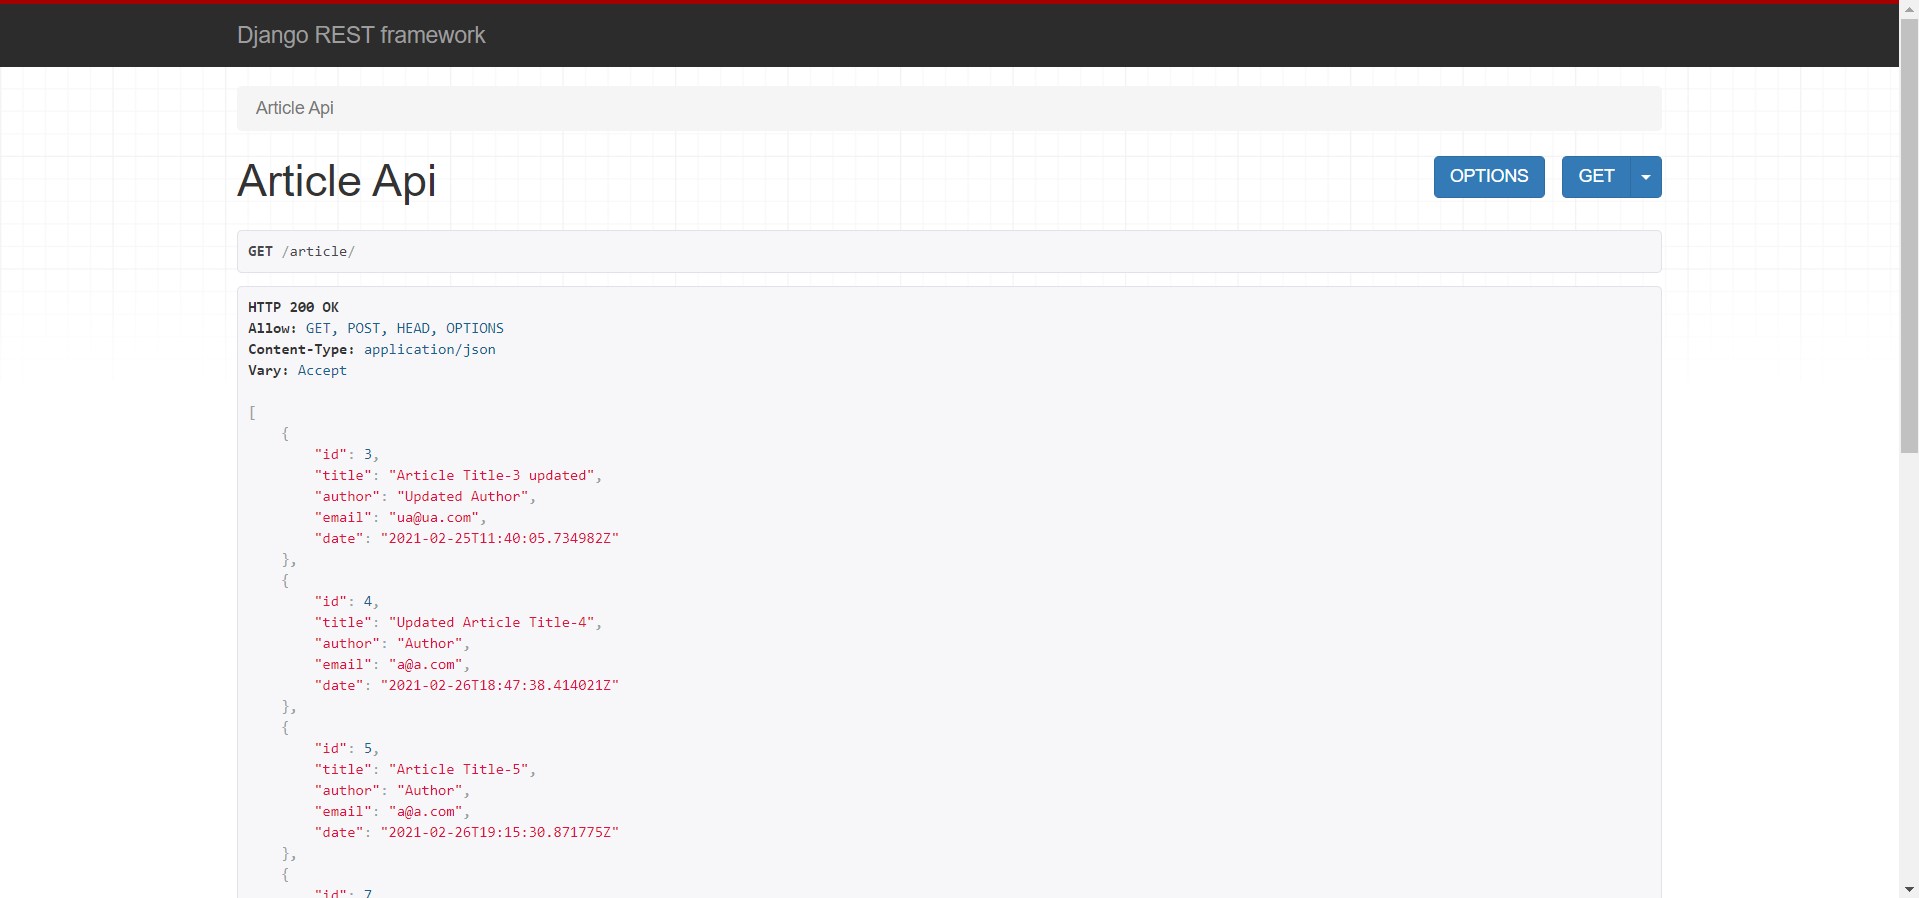 Django REST framework
Article Api
Article Api
OPTIONS
GET
GET /article/
HTTP 200 OK
Allow: GET, POST, HEAD, OPTIONS
Content-Type: application/json
Vary: Accept
[
    {
        "id": 3,
        "title": "Article Title-3 updated",
        "author": "Updated Author",
        "email": "ua@ua.com",
        "date": "2021-02-25T11:40:05.734982Z"
    },
    {
        "id": 4,
        "title": "Updated Article Title-4",
        "author": "Author",
        "email": "a@a.com",
        "date": "2021-02-26T18:47:38.414021Z"
    },
    {
        "id": 5,
        "title": "Article Title-5",
        "author": "Author",
        "email": "a@a.com",
        "date": "2021-02-26T19:15:30.871775Z"
    },
    {
        "id": 7